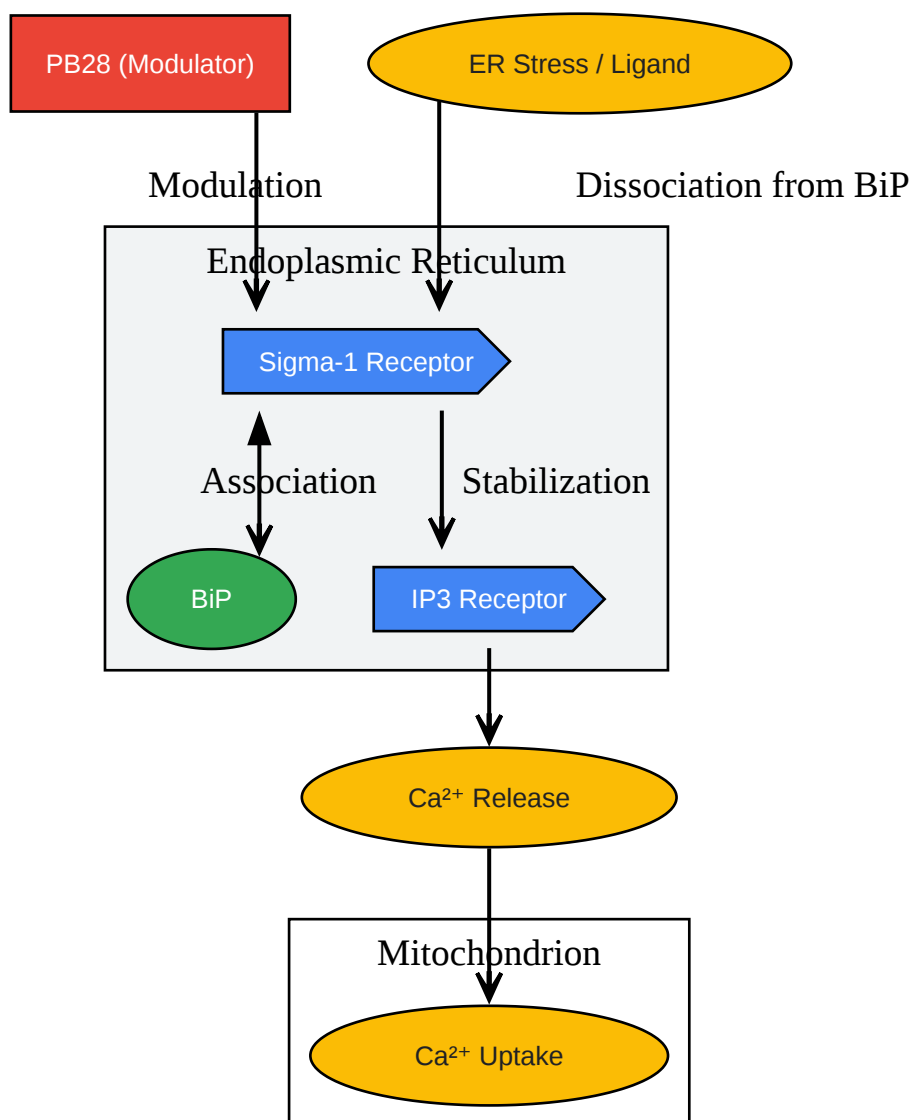 PB28 (Modulator)
ER Stress / Ligand
Modulation
Dissociation from BiP
Endoplasmic Reticulum
Sigma-1 Receptor
Association
Stabilization
BiP
IP3 Receptor
Ca²⁺ Release
Mitochondrion
Ca²⁺ Uptake